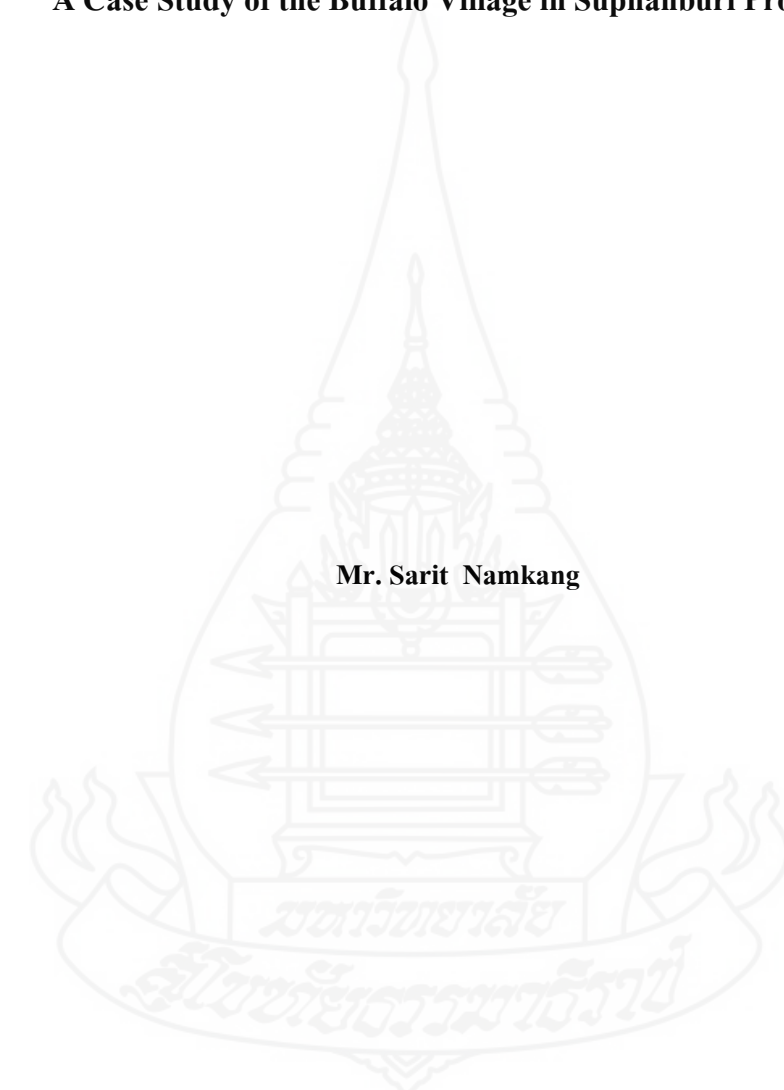 A Case Study of the Buffalo Village in Suphanburi Pro
Mr. Sarit Namkang
มหาวิทยาลัย
สุโขทัยธรรมาธิราช